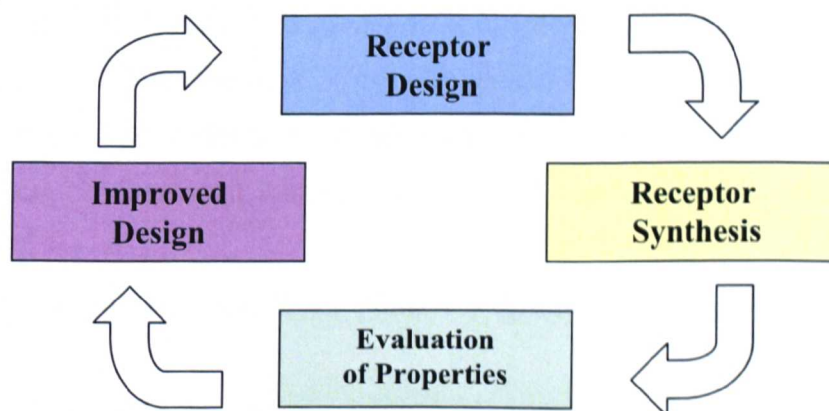 Receptor
Design
Improved
Design
Receptor
Synthesis
Evaluation
of Properties